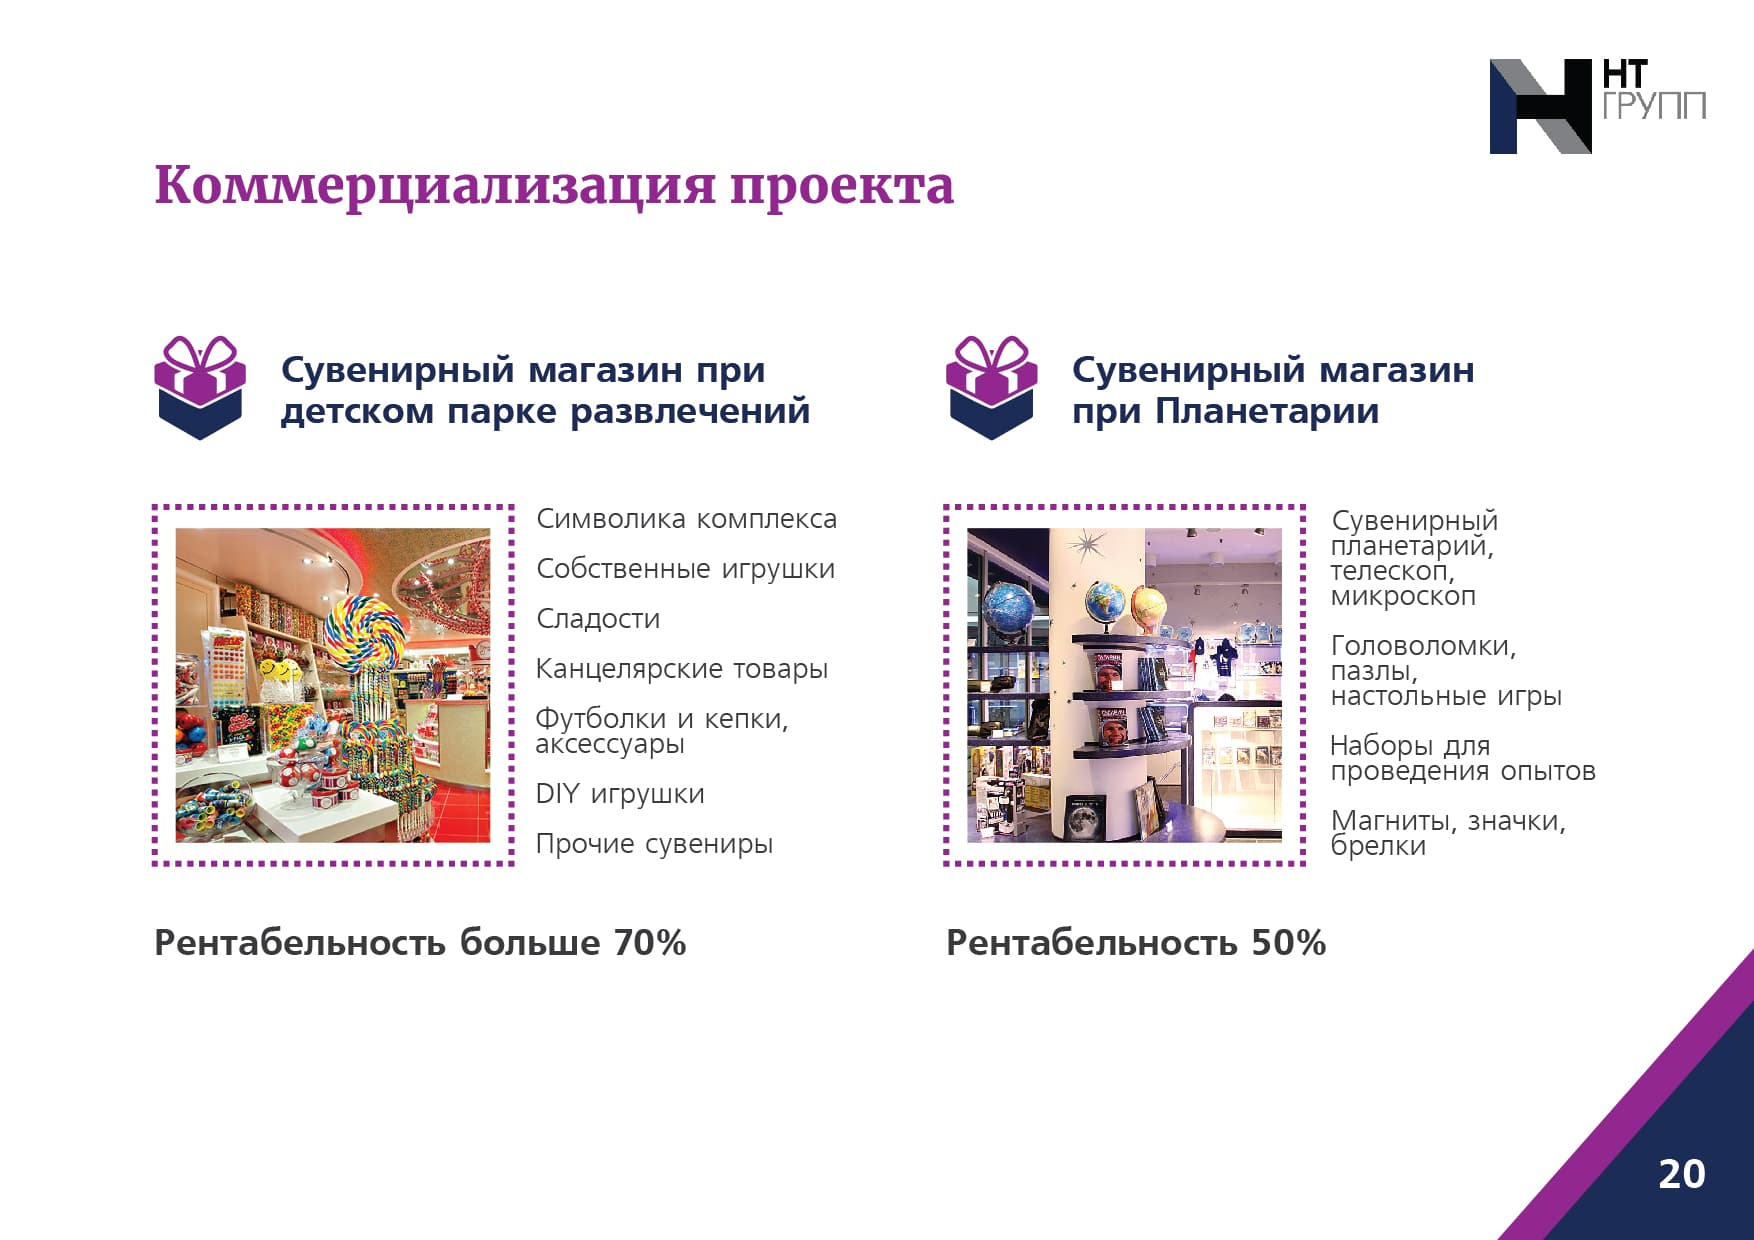 НТ
ГРУПП
Коммерциализация проекта
Сувенирный магазин при
детском парке развлечений
Символика комплекса
Собственные игрушки
Сладости
Канцелярские товары
Футболки и кепки,
аксессуары
DIY игрушки
Прочие сувениры
Рентабельность больше 70%
Сувенирный магазин
при Планетарии
Сувенирный
планетарий,
телескоп,
микроскоп
Головоломки,
пазлы,
настольные игры
Наборы для
проведения опытов
Магниты, значки,
брелки
Рентабельность 50%
20